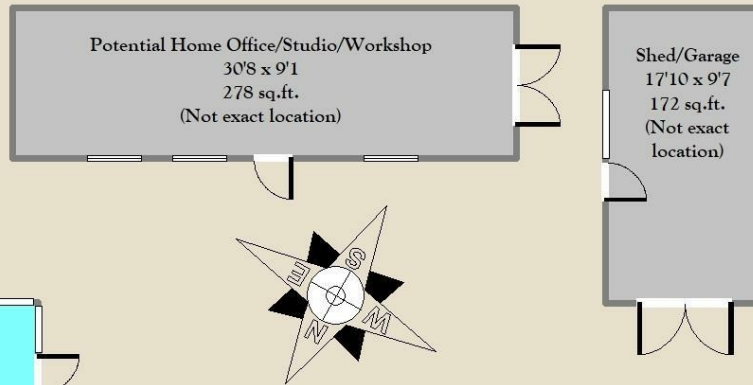 Potential Home Office/Studio/Workshop
30'8 x 9'1
278 sq.ft.
(Not exact location)
Shed/Garage
17'10 x 9'7
172 sq.ft.
(Not exact
location)
S
E
W
N